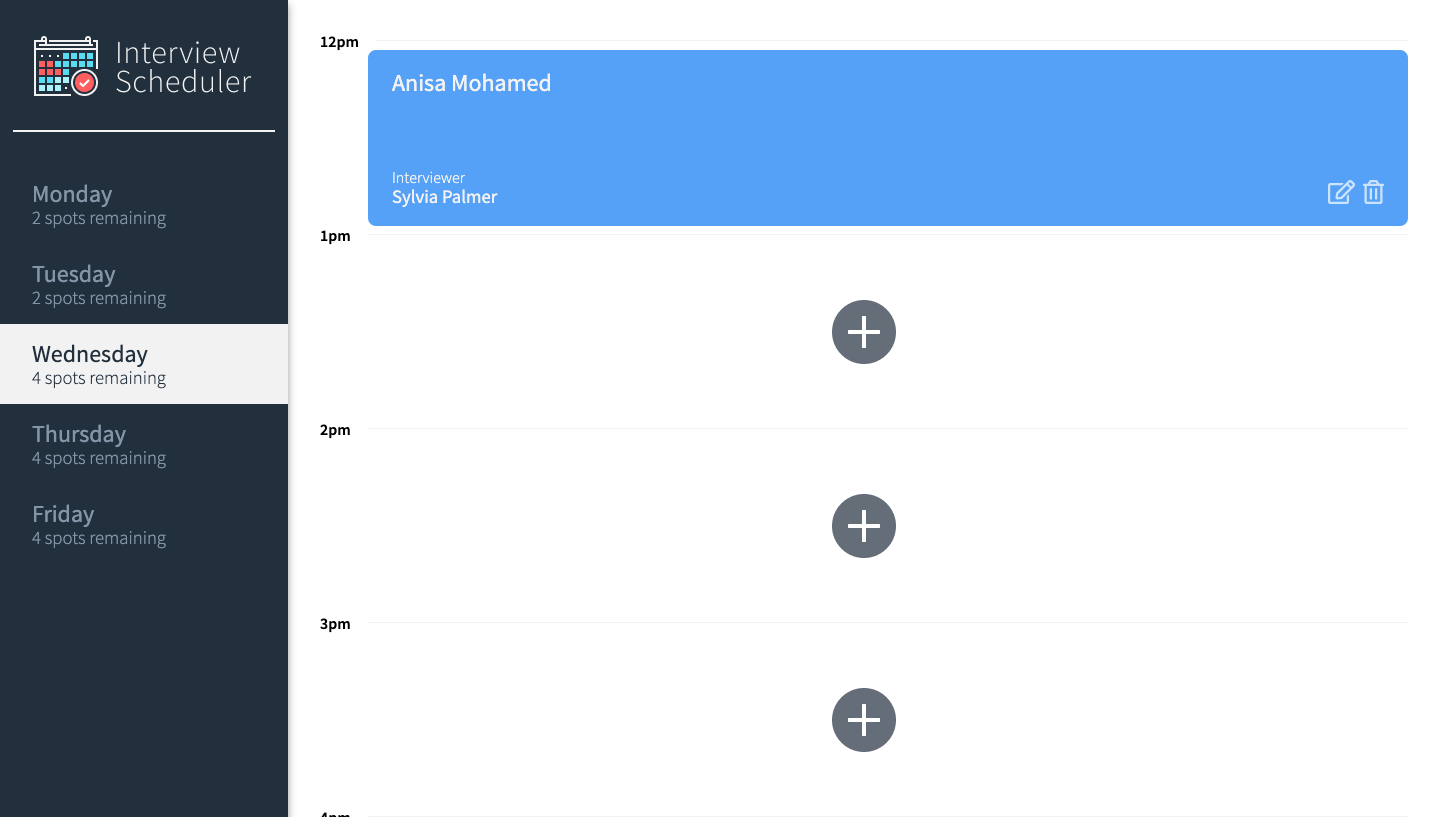 Interview
Scheduler
Monday
2 spots remaining
Tuesday
2 spots remaining
Wednesday
4 spots remaining
Thursday
4 spots remaining
Friday
4 spots remaining
12pm
Anisa Mohamed
Interviewer
Sylvia Palmer
1pm
2pm
3pm
4pm